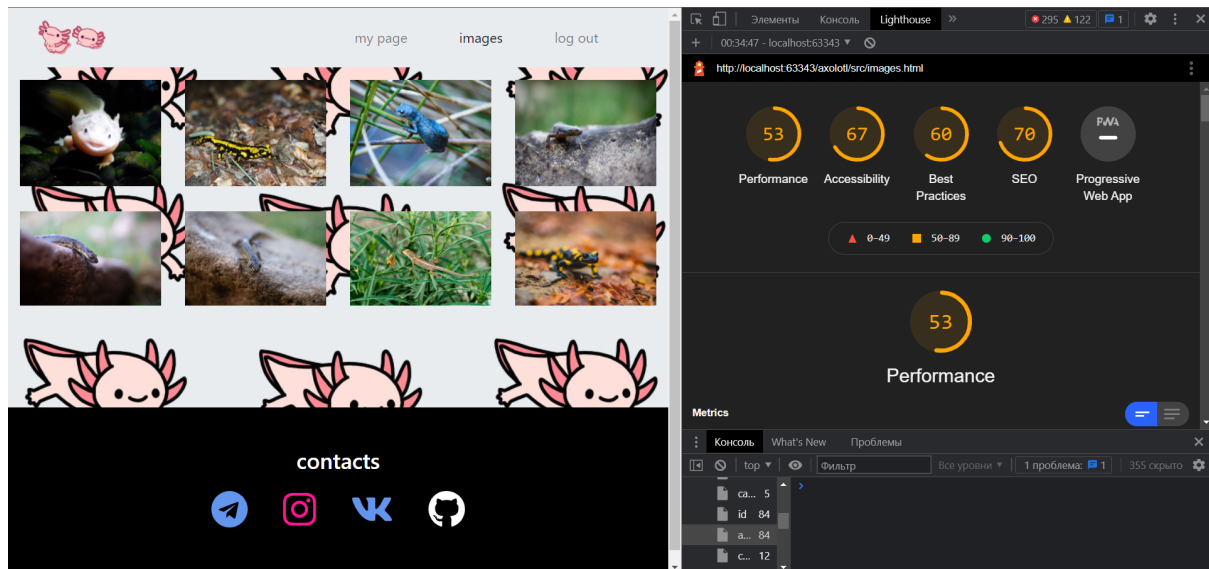 my page images log out
contacts
Элементы Консоль Lighthouse » 295 122 1
00:34:47 - localhost:63343
http://localhost:63343/axolotl/src/images.html
53 67 60 70 PWA
Performance Accessibility Best Practices SEO Progressive Web App
0–49 50–89 90–100
53
Performance
Metrics
Консоль What's New Проблемы
top Фильтр Все уровни 1 проблема: 1 355 скрыто
ca... 5
id 84
a... 84
c... 12